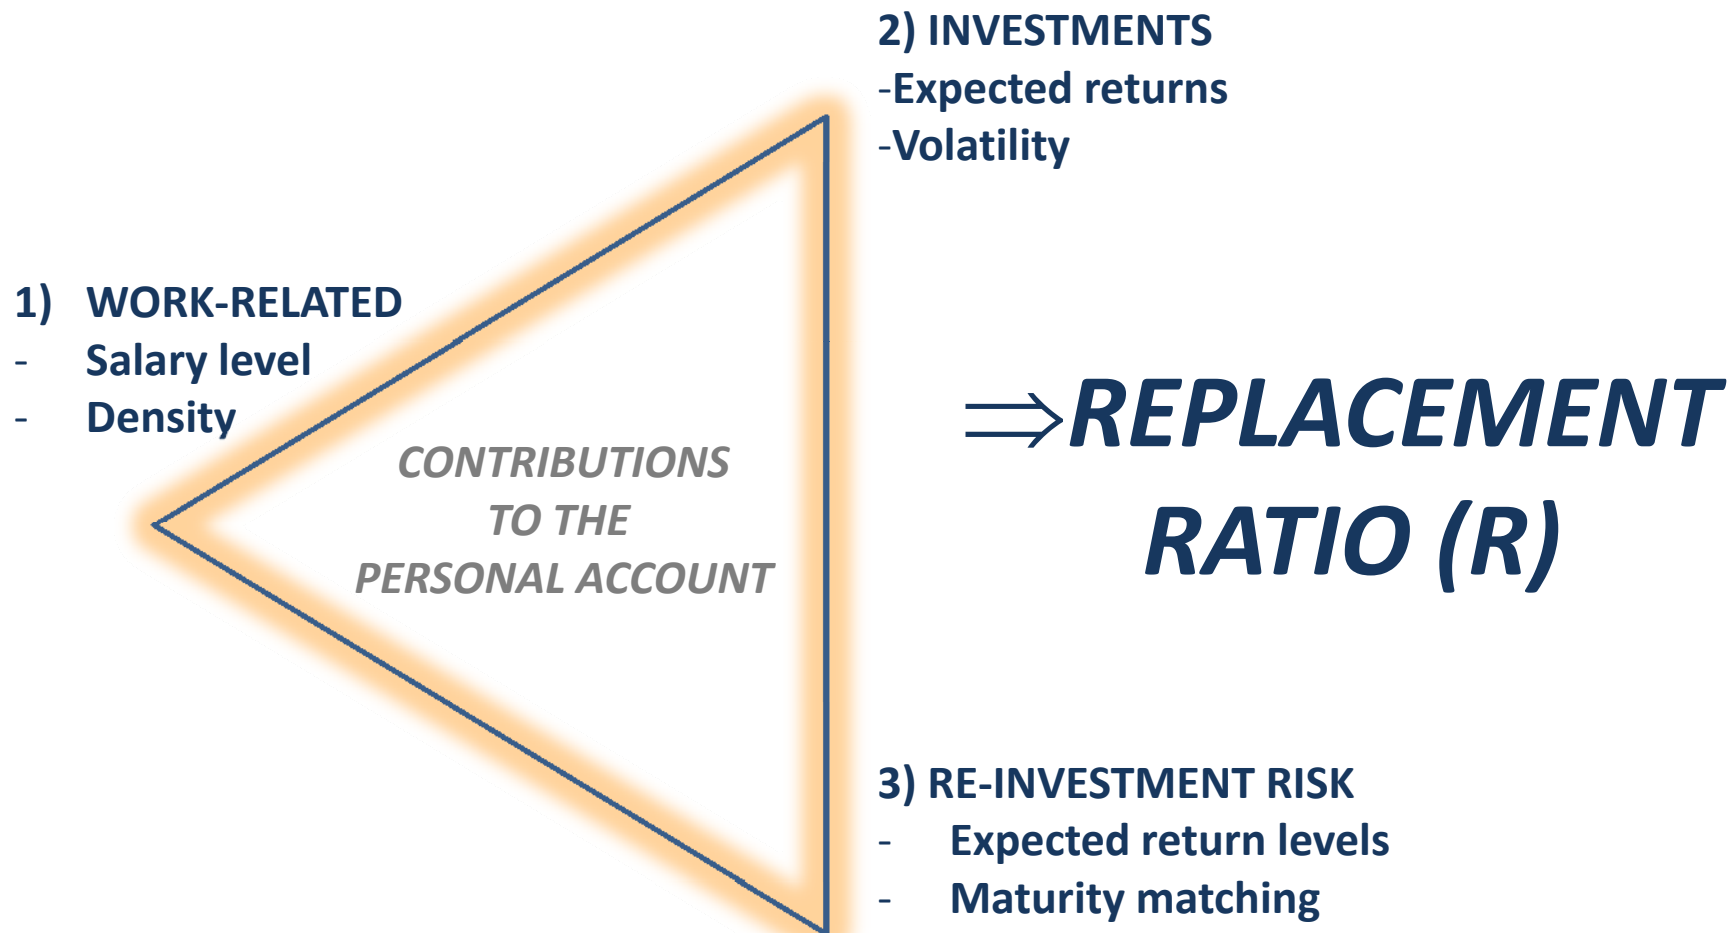 2) INVESTMENTS
-Expected returns
-Volatility
1) WORK-RELATED
- Salary level
- Density
CONTRIBUTIONS
TO THE
PERSONAL ACCOUNT
⇒REPLACEMENT
RATIO (R)
3) RE-INVESTMENT RISK
- Expected return levels
- Maturity matching